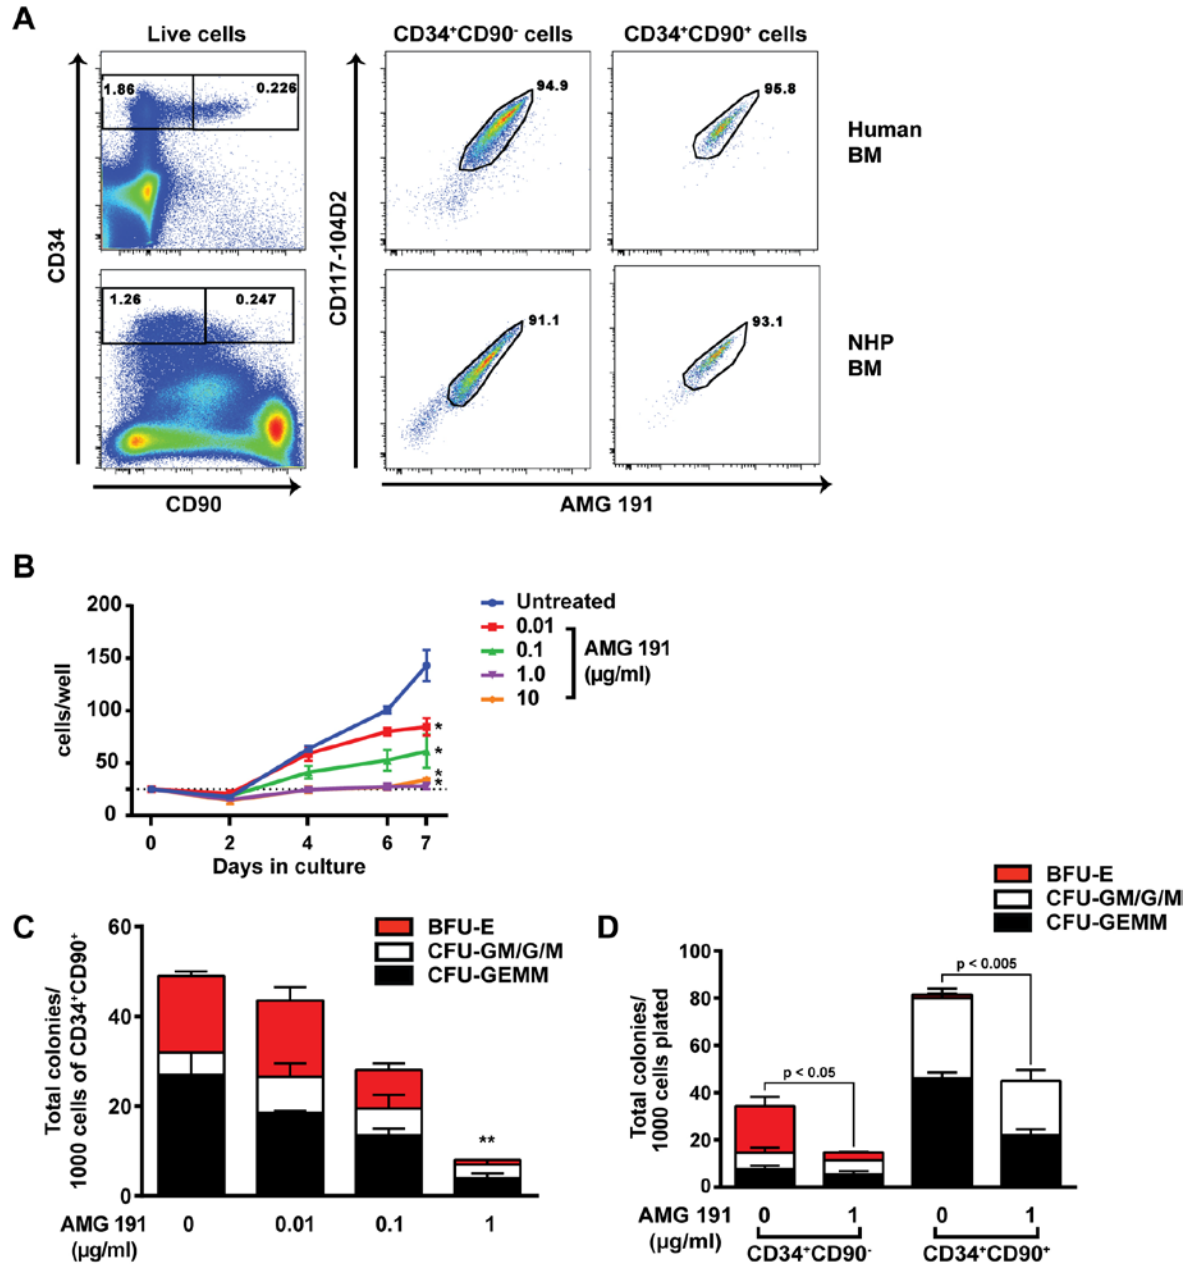 A
Live cells
CD34⁺CD90⁻ cells
CD34⁺CD90⁺ cells
1.86
0.226
94.9
95.8
Human
BM
CD34
CD117-104D2
1.26
0.247
91.1
93.1
NHP
BM
CD90
AMG 191
B
200
150
100
50
0
cells/well
0
2
4
6
7
Days in culture
*
*
*
*
Untreated
0.01
0.1
1.0
10
AMG 191
(µg/ml)
C
60
40
20
0
Total colonies/
1000 cells of CD34⁺CD90⁺
BFU-E
CFU-GM/G/M
CFU-GEMM
**
AMG 191
(µg/ml)
0
0.01
0.1
1
D
BFU-E
CFU-GM/G/M
CFU-GEMM
100
80
60
40
20
0
Total colonies/
1000 cells plated
p < 0.05
p < 0.005
AMG 191
(µg/ml)
0
1
0
1
CD34⁺CD90⁻
CD34⁺CD90⁺